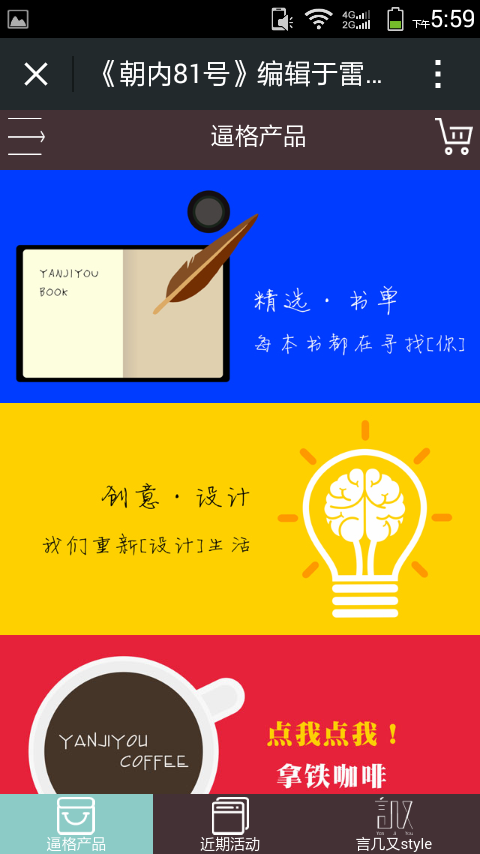 4G
2G
下午5:59
《朝内81号》编辑于雷...
逼格产品
YANJIYOU
BOOK
精选·书单
每本书都在寻找[你]
创意·设计
我们重新[设计]生活
YANJIYOU
COFFEE
点我点我！
拿铁咖啡
逼格产品
近期活动
言几又style